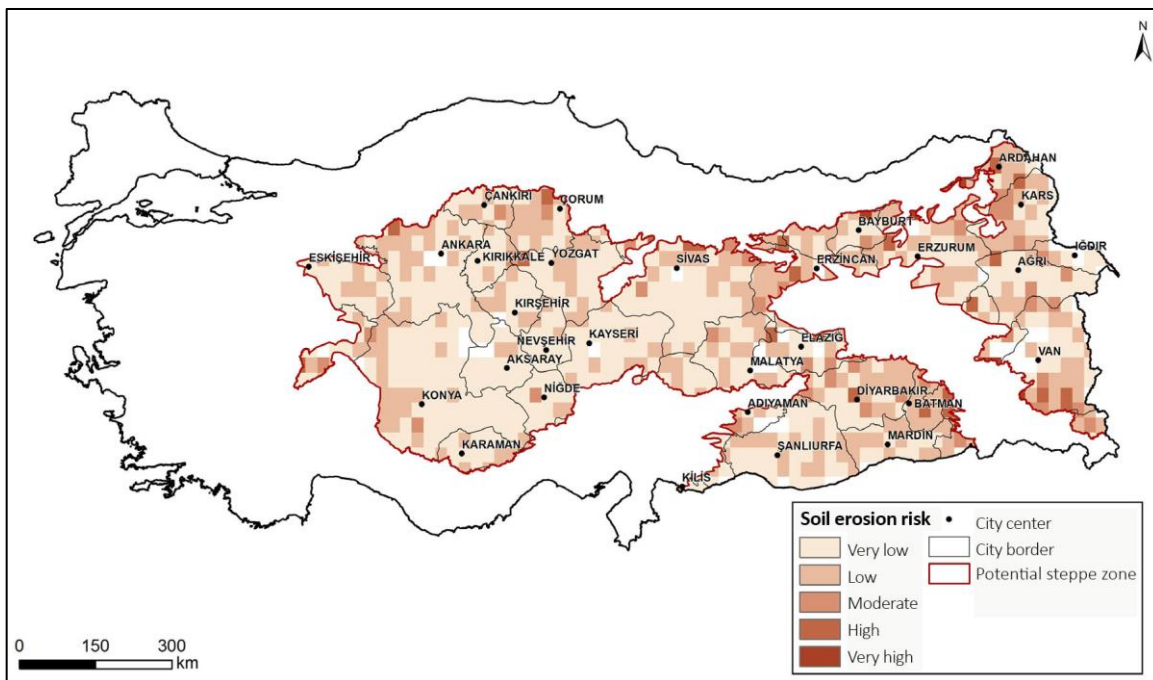 N
ARDAHAN
KARS
ÇANKIRI
ÇORUM
BAYBURT
ANKARA
ERZURUM
IĞDIR
ESKİŞEHİR
KIRIKKALE
YOZGAT
SİVAS
ERZİNCAN
AĞRI
KIRŞEHİR
NEVŞEHİR
KAYSERİ
ELAZIĞ
VAN
AKSARAY
MALATYA
KONYA
NİĞDE
ADIYAMAN
DİYARBAKIR
BATMAN
KARAMAN
ŞANLIURFA
MARDİN
KİLİS
Soil erosion risk
Very low
Low
Moderate
High
Very high
City center
City border
Potential steppe zone
0 150 300
km